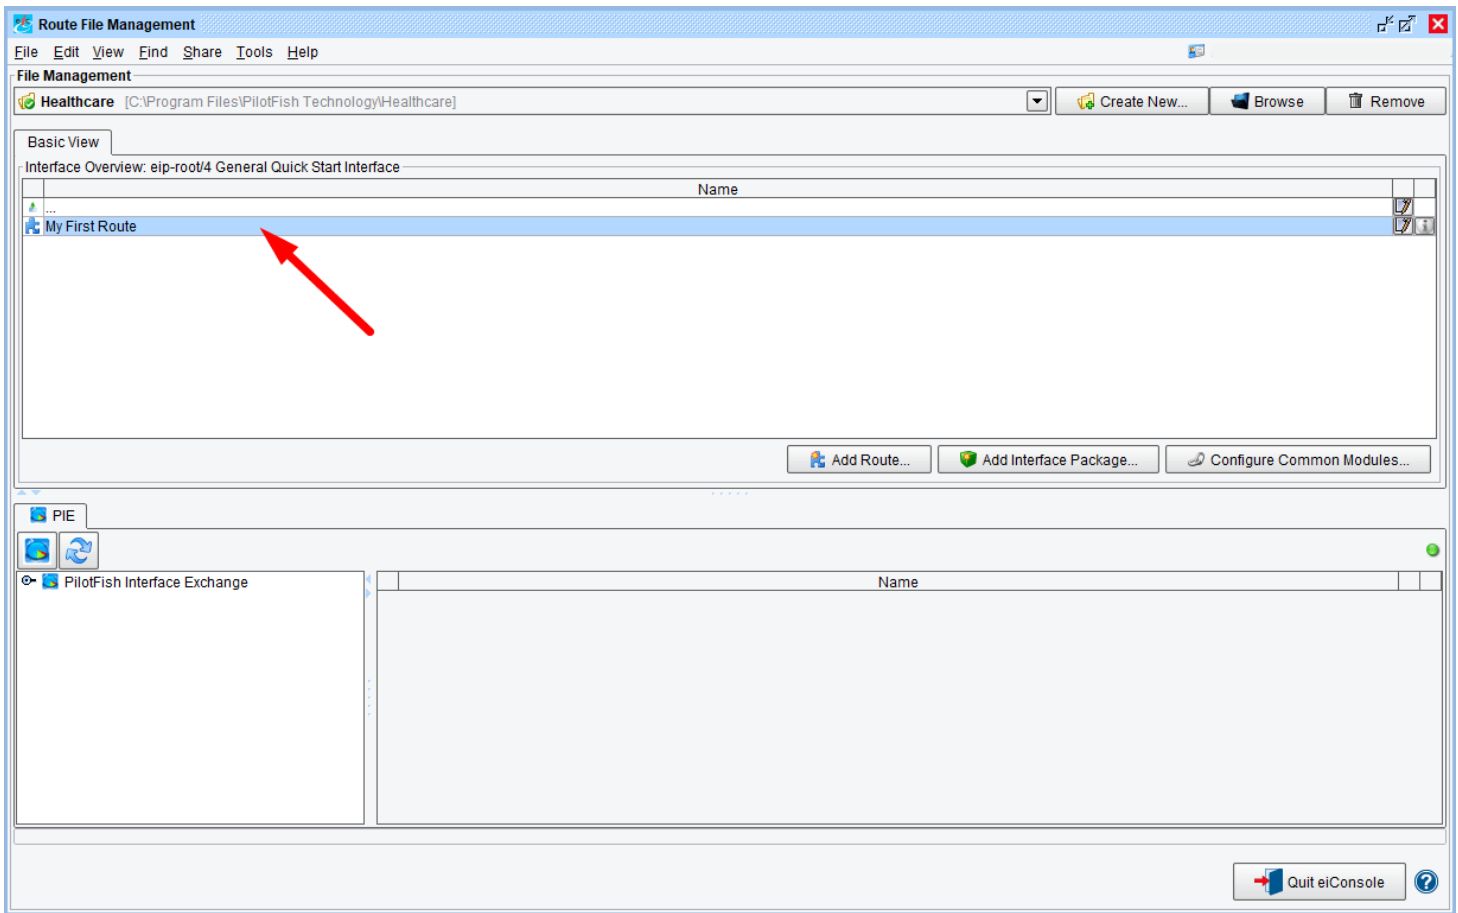 Route File Management
File Edit View Find Share Tools Help
File Management
Healthcare [C:\Program Files\PilotFish Technology\Healthcare] Create New... Browse Remove
Basic View
Interface Overview: eip-root/4 General Quick Start Interface
Name
...
My First Route
Add Route... Add Interface Package... Configure Common Modules...
PIE
PilotFish Interface Exchange Name
Quit eiConsole ?